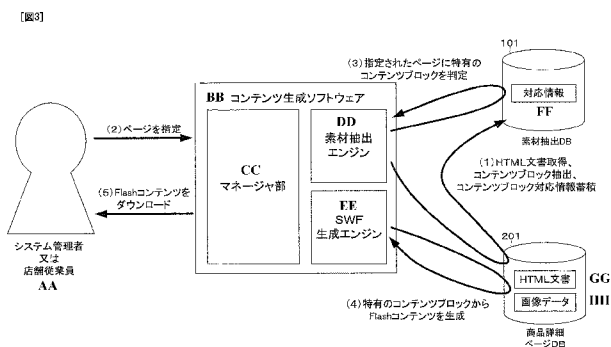 [図3]
101
(3)指定されたページに特有の
コンテンツブロックを判定
対応情報
FF
素材抽出DB
BB コンテンツ生成ソフトウェア
(2)ページを指定
CC
マネージャ部
DD
素材抽出
エンジン
EE
SWF
生成エンジン
(1)HTML文書取得、
コンテンツブロック抽出、
コンテンツブロック対応情報蓄積
(5)Flashコンテンツを
ダウンロード
システム管理者
又は
店舗従業員
AA
201
HTML文書
GG
画像データ
HH
(4)特有のコンテンツブロックから
Flashコンテンツを生成
商品詳細
ページDB